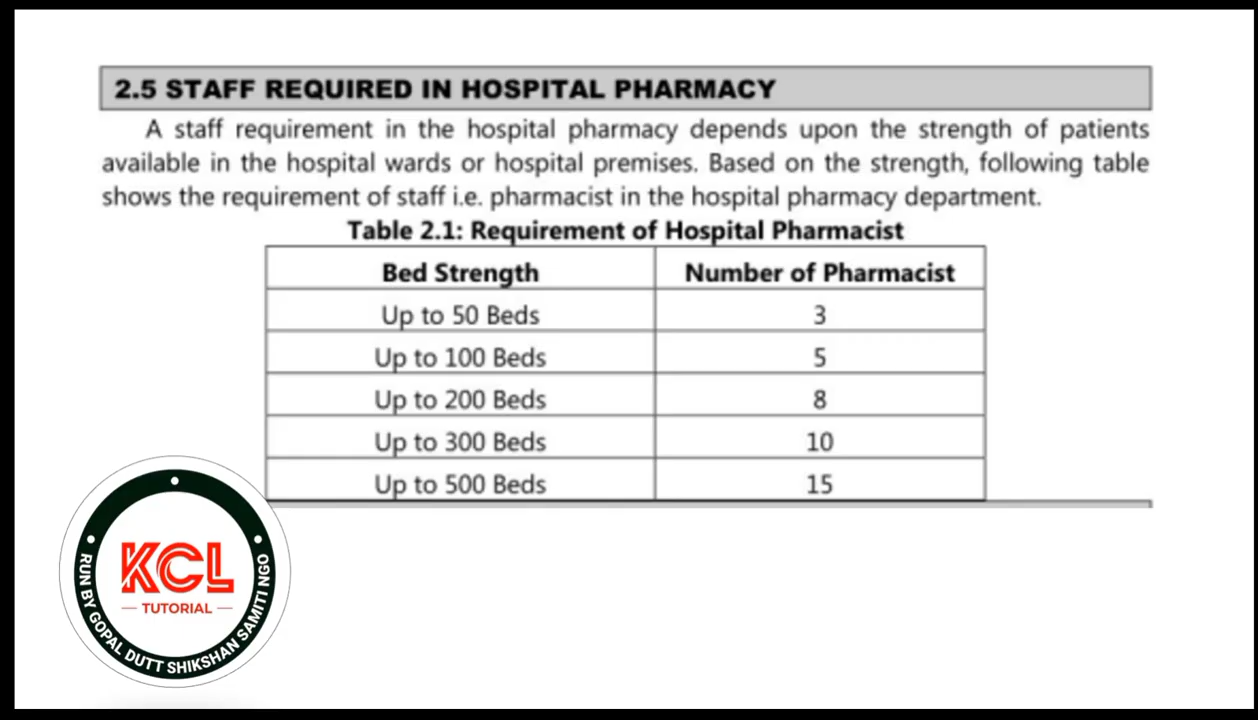 2.5 STAFF REQUIRED IN HOSPITAL PHARMACY
A staff requirement in the hospital pharmacy depends upon the strength of patients
available in the hospital wards or hospital premises. Based on the strength, following table
shows the requirement of staff i.e. pharmacist in the hospital pharmacy department.
Table 2.1: Requirement of Hospital Pharmacist
Bed Strength Number of Pharmacist
Up to 50 Beds 3
Up to 100 Beds 5
Up to 200 Beds 8
Up to 300 Beds 10
Up to 500 Beds 15
KCL
TUTORIAL
RUN BY GOPAL DUTT SHIKSHAN SAMITI NGO